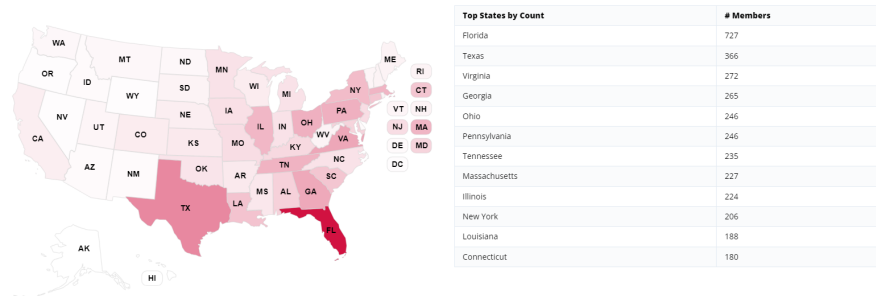 WA
MT
ND
MN
ME
OR
ID
SD
WI
MI
NY
RI
WY
CT
NV
NE
IA
PA
VT
NH
UT
CO
IL
IN
OH
NJ
MA
CA
KS
MO
KY
WV
VA
DE
MD
AZ
NM
OK
AR
TN
NC
DC
TX
LA
MS
AL
GA
SC
FL
AK
HI
Top States by Count # Members
Florida 727
Texas 366
Virginia 272
Georgia 265
Ohio 246
Pennsylvania 246
Tennessee 235
Massachusetts 227
Illinois 224
New York 206
Louisiana 188
Connecticut 180